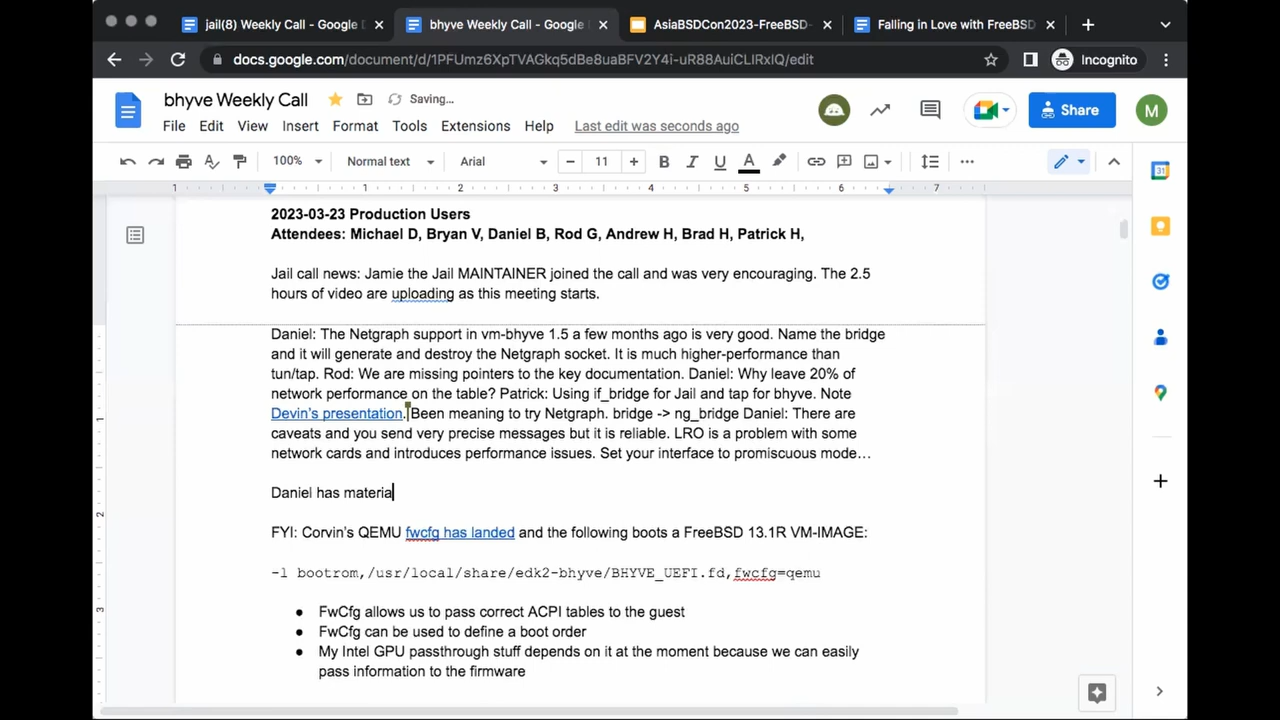 jail(8) Weekly Call - Google
bhyve Weekly Call - Google
AsiaBSDCon2023-FreeBSD-
Falling in Love with FreeBSD
docs.google.com/document/d/1PFUmz6XpTVAGkq5dBe8uaBFV2Y4i-uR88AuiCLIRxIQ/edit
Incognito
bhyve Weekly Call
Saving...
Share
M
File Edit View Insert Format Tools Extensions Help Last edit was seconds ago
100% Normal text Arial 11 B I U A
1 1 2 3 4 5 6 7
2023-03-23 Production Users
Attendees: Michael D, Bryan V, Daniel B, Rod G, Andrew H, Brad H, Patrick H,
Jail call news: Jamie the Jail MAINTAINER joined the call and was very encouraging. The 2.5
hours of video are uploading as this meeting starts.
Daniel: The Netgraph support in vm-bhyve 1.5 a few months ago is very good. Name the bridge
and it will generate and destroy the Netgraph socket. It is much higher-performance than
tun/tap. Rod: We are missing pointers to the key documentation. Daniel: Why leave 20% of
network performance on the table? Patrick: Using if_bridge for Jail and tap for bhyve. Note
Devin's presentation. Been meaning to try Netgraph. bridge -> ng_bridge Daniel: There are
caveats and you send very precise messages but it is reliable. LRO is a problem with some
network cards and introduces performance issues. Set your interface to promiscuous mode…
Daniel has materia
FYI: Corvin's QEMU fwcfg has landed and the following boots a FreeBSD 13.1R VM-IMAGE:
-l bootrom,/usr/local/share/edk2-bhyve/BHYVE_UEFI.fd,fwcfg=qemu
● FwCfg allows us to pass correct ACPI tables to the guest
● FwCfg can be used to define a boot order
● My Intel GPU passthrough stuff depends on it at the moment because we can easily
pass information to the firmware
1
2
3
31